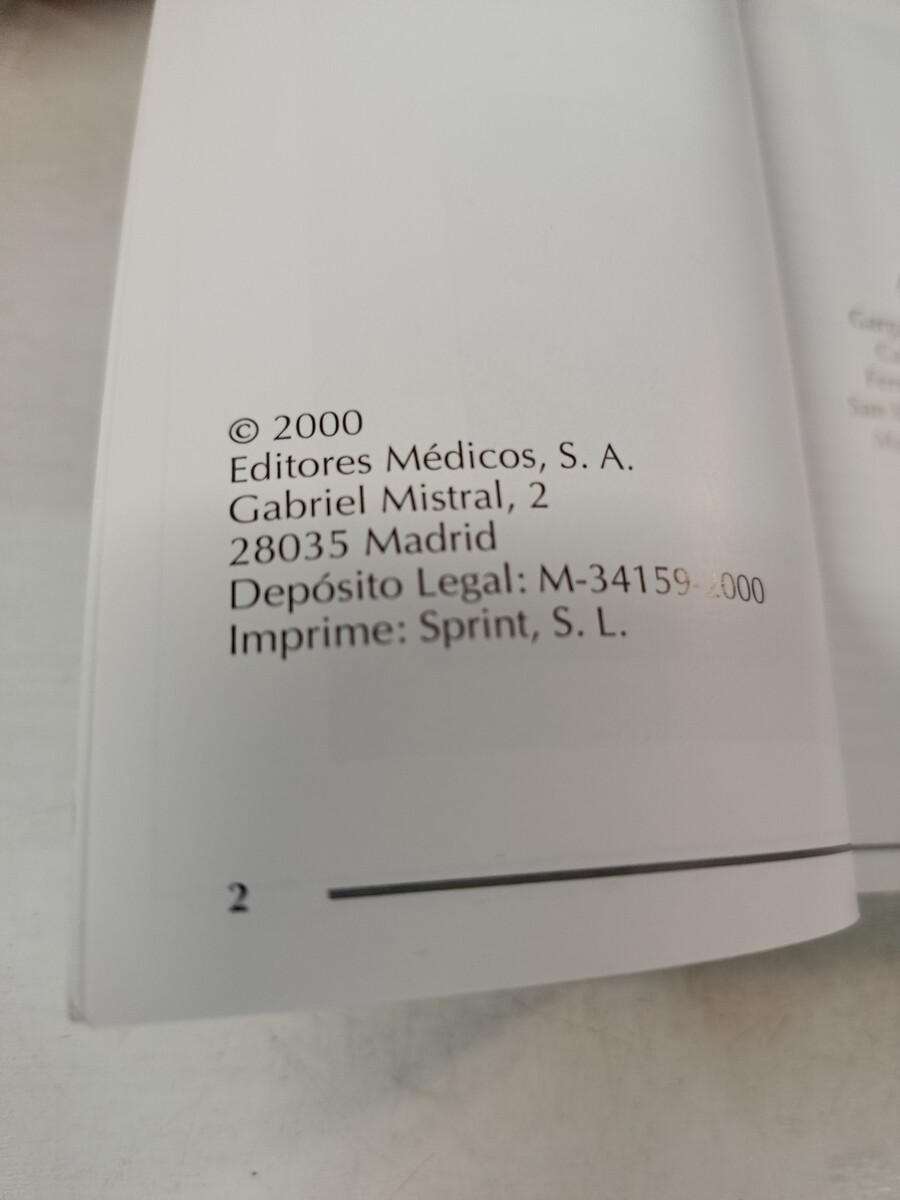 © 2000
Editores Médicos, S. A.
Gabriel Mistral, 2
28035 Madrid
Depósito Legal: M-34159-2000
Imprime: Sprint, S. L.
2